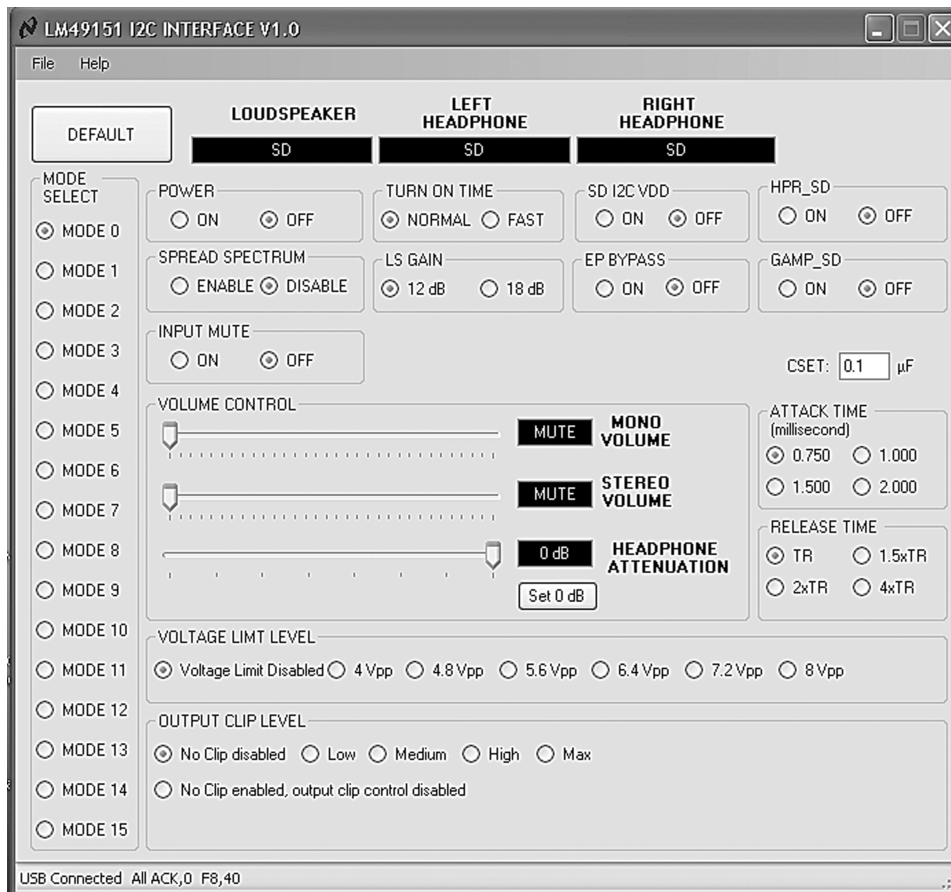 LM49151 I2C INTERFACE V1.0
File Help
DEFAULT
LOUDSPEAKER
SD
LEFT
HEADPHONE
SD
RIGHT
HEADPHONE
SD
MODE
SELECT
MODE 0
MODE 1
MODE 2
MODE 3
MODE 4
MODE 5
MODE 6
MODE 7
MODE 8
MODE 9
MODE 10
MODE 11
MODE 12
MODE 13
MODE 14
MODE 15
POWER
ON OFF
TURN ON TIME
NORMAL FAST
SD I2C VDD
ON OFF
HPR_SD
ON OFF
SPREAD SPECTRUM
ENABLE DISABLE
LS GAIN
12 dB 18 dB
EP BYPASS
ON OFF
GAMP_SD
ON OFF
INPUT MUTE
ON OFF
CSET: 0.1 µF
VOLUME CONTROL
MUTE
MONO
VOLUME
MUTE
STEREO
VOLUME
0 dB
HEADPHONE
ATTENUATION
Set 0 dB
ATTACK TIME
(millisecond)
0.750 1.000
1.500 2.000
RELEASE TIME
TR 1.5xTR
2xTR 4xTR
VOLTAGE LIMT LEVEL
Voltage Limit Disabled 4 Vpp 4.8 Vpp 5.6 Vpp 6.4 Vpp 7.2 Vpp 8 Vpp
OUTPUT CLIP LEVEL
No Clip disabled Low Medium High Max
No Clip enabled, output clip control disabled
USB Connected All ACK,0 F8,40